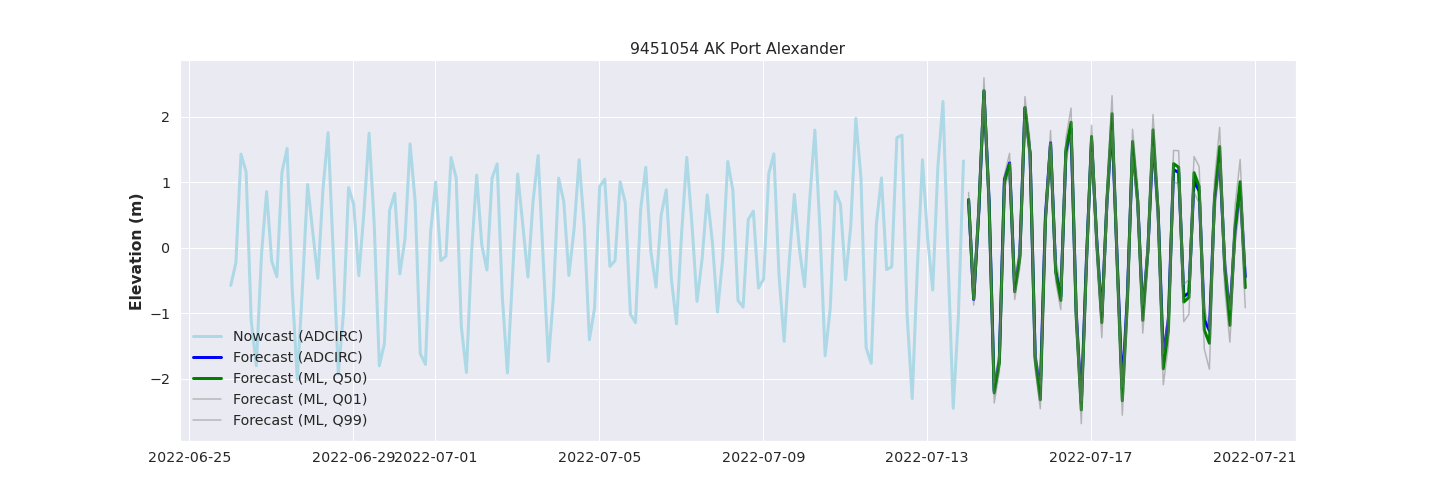 9451054 AK Port Alexander
Elevation (m)
2
1
0
−1
−2
Nowcast (ADCIRC)
Forecast (ADCIRC)
Forecast (ML, Q50)
Forecast (ML, Q01)
Forecast (ML, Q99)
2022-06-25 2022-06-29 2022-07-01 2022-07-05 2022-07-09 2022-07-13 2022-07-17 2022-07-21